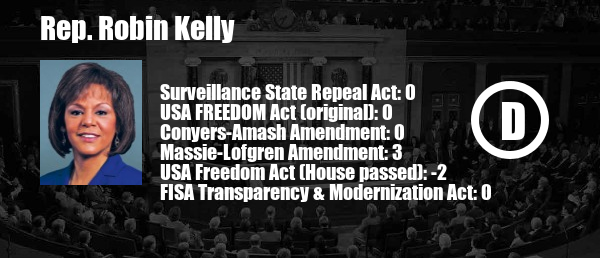 Rep. Robin Kelly
Surveillance State Repeal Act: 0
USA FREEDOM Act (original): 0
Conyers-Amash Amendment: 0
Massie-Lofgren Amendment: 3
USA Freedom Act (House passed): -2
FISA Transparency & Modernization Act: 0
D